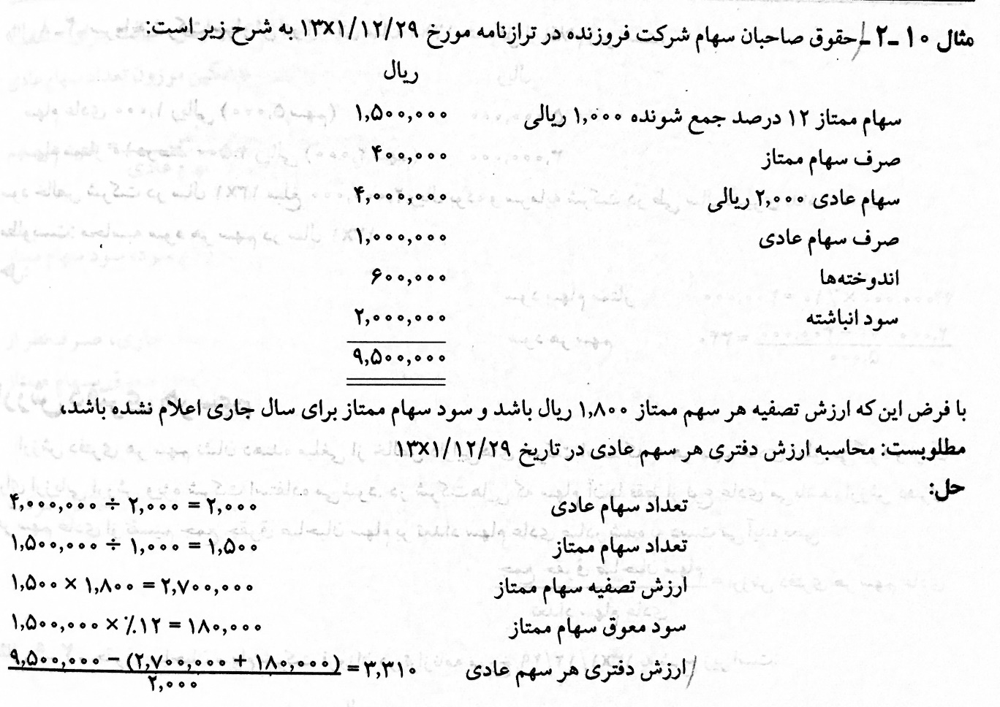 مثال ۱۰ـ۲ـ حقوق صاحبان سهام شرکت فروزنده در ترازنامه مورخ ۱۳X۱/۱۲/۲۹ به شرح زیر است:
ریال
سهام ممتاز ۱۲ درصد جمع شونده ۱,۰۰۰ ریالی ۱,۵۰۰,۰۰۰
صرف سهام ممتاز ۴۰۰,۰۰۰
سهام عادی ۲,۰۰۰ ریالی ۴,۰۰۰,۰۰۰
صرف سهام عادی ۱,۰۰۰,۰۰۰
اندوخته‌ها ۶۰۰,۰۰۰
سود انباشته ۲,۰۰۰,۰۰۰
۹,۵۰۰,۰۰۰
با فرض این که ارزش تصفیه هر سهم ممتاز ۱,۸۰۰ ریال باشد و سود سهام ممتاز برای سال جاری اعلام نشده باشد،
مطلوبست: محاسبه ارزش دفتری هر سهم عادی در تاریخ ۱۳X۱/۱۲/۲۹
حل:
تعداد سهام عادی ۴,۰۰۰,۰۰۰ ÷ ۲,۰۰۰ = ۲,۰۰۰
تعداد سهام ممتاز ۱,۵۰۰,۰۰۰ ÷ ۱,۰۰۰ = ۱,۵۰۰
ارزش تصفیه سهام ممتاز ۱,۵۰۰ × ۱,۸۰۰ = ۲,۷۰۰,۰۰۰
سود معوق سهام ممتاز ۱,۵۰۰,۰۰۰ × ٪۱۲ = ۱۸۰,۰۰۰
ارزش دفتری هر سهم عادی ۹,۵۰۰,۰۰۰ − (۲,۷۰۰,۰۰۰ + ۱۸۰,۰۰۰) = ۳,۳۱۰
۲,۰۰۰